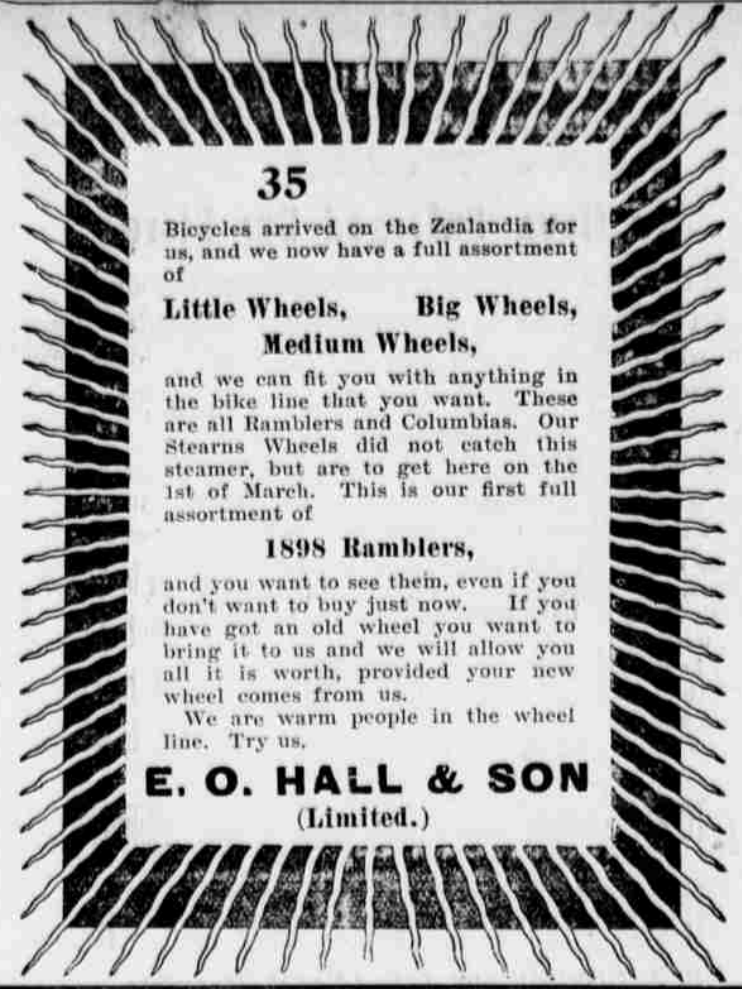 35
Bicycles arrived on the Zealandia for
us, and we now have a full assortment
of
Little Wheels, Big Wheels,
Medium Wheels,
and we can fit you with anything in
the bike line that you want. These
are all Ramblers and Columbias. Our
Stearns Wheels did not catch this
steamer, but are to get here on the
1st of March. This is our first full
assortment of
1898 Ramblers,
and you want to see them, even if you
don't want to buy just now. If you
have got an old wheel you want to
bring it to us and we will allow you
all it is worth, provided your new
wheel comes from us.
We are warm people in the wheel
line. Try us.
E. O. HALL & SON
(Limited.)